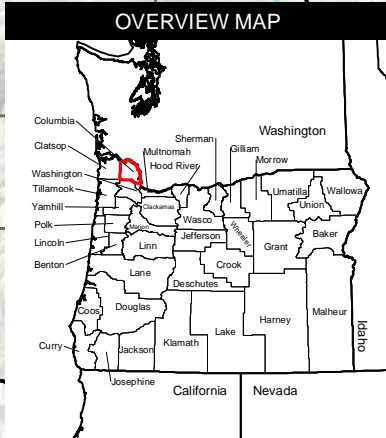 OVERVIEW MAP
Columbia
Clatsop
Washington
Tillamook
Yamhill
Polk
Lincoln
Benton
Multnomah
Hood River
Sherman
Washington
Gilliam
Morrow
Umatilla
Wallowa
Union
Clackamas
Wasco
Marion
Jefferson
Wheeler
Baker
Linn
Grant
Crook
Lane
Deschutes
Coos
Douglas
Malheur
Harney
Idaho
Lake
Curry
Jackson
Klamath
Josephine
California
Nevada